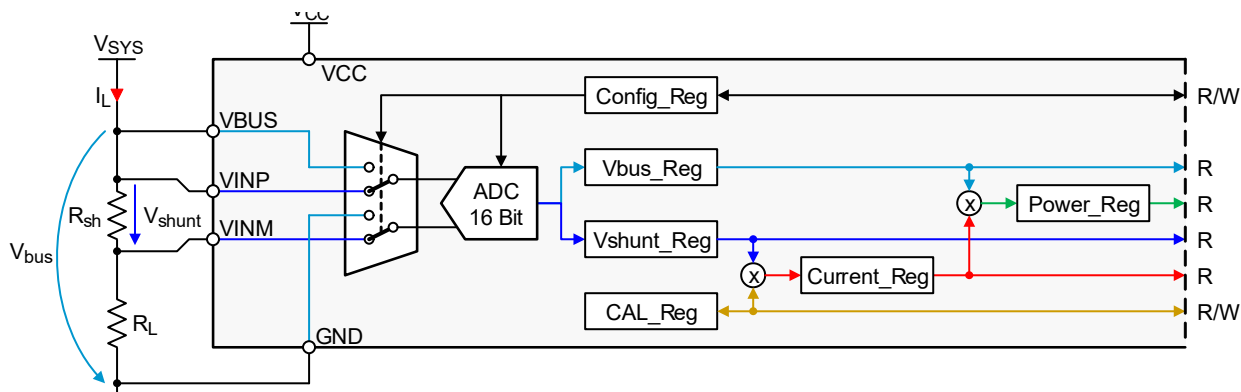 VCC
VSYS
VCC
IL
Config_Reg
R/W
VBUS
Vbus_Reg
R
VINP
ADC
16 Bit
x
Power_Reg
R
Rsh
Vshunt
VINM
Vshunt_Reg
R
Vbus
x
Current_Reg
R
CAL_Reg
R/W
RL
GND